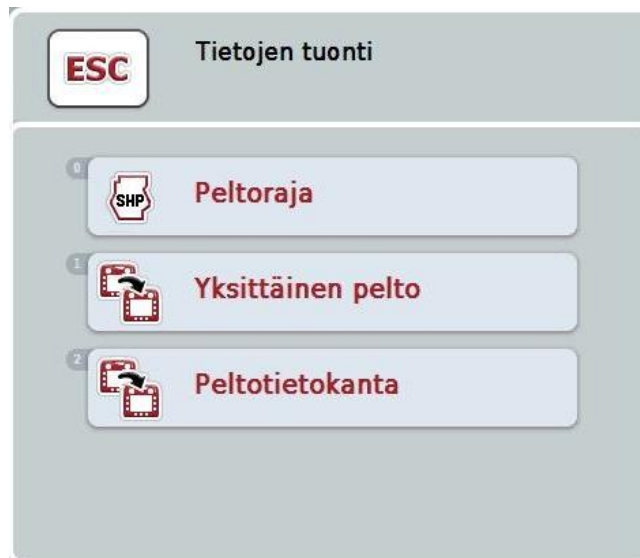 ESC
Tietojen tuonti
0
SHP
Peltoraja
1
Yksittäinen pelto
2
Peltotietokanta